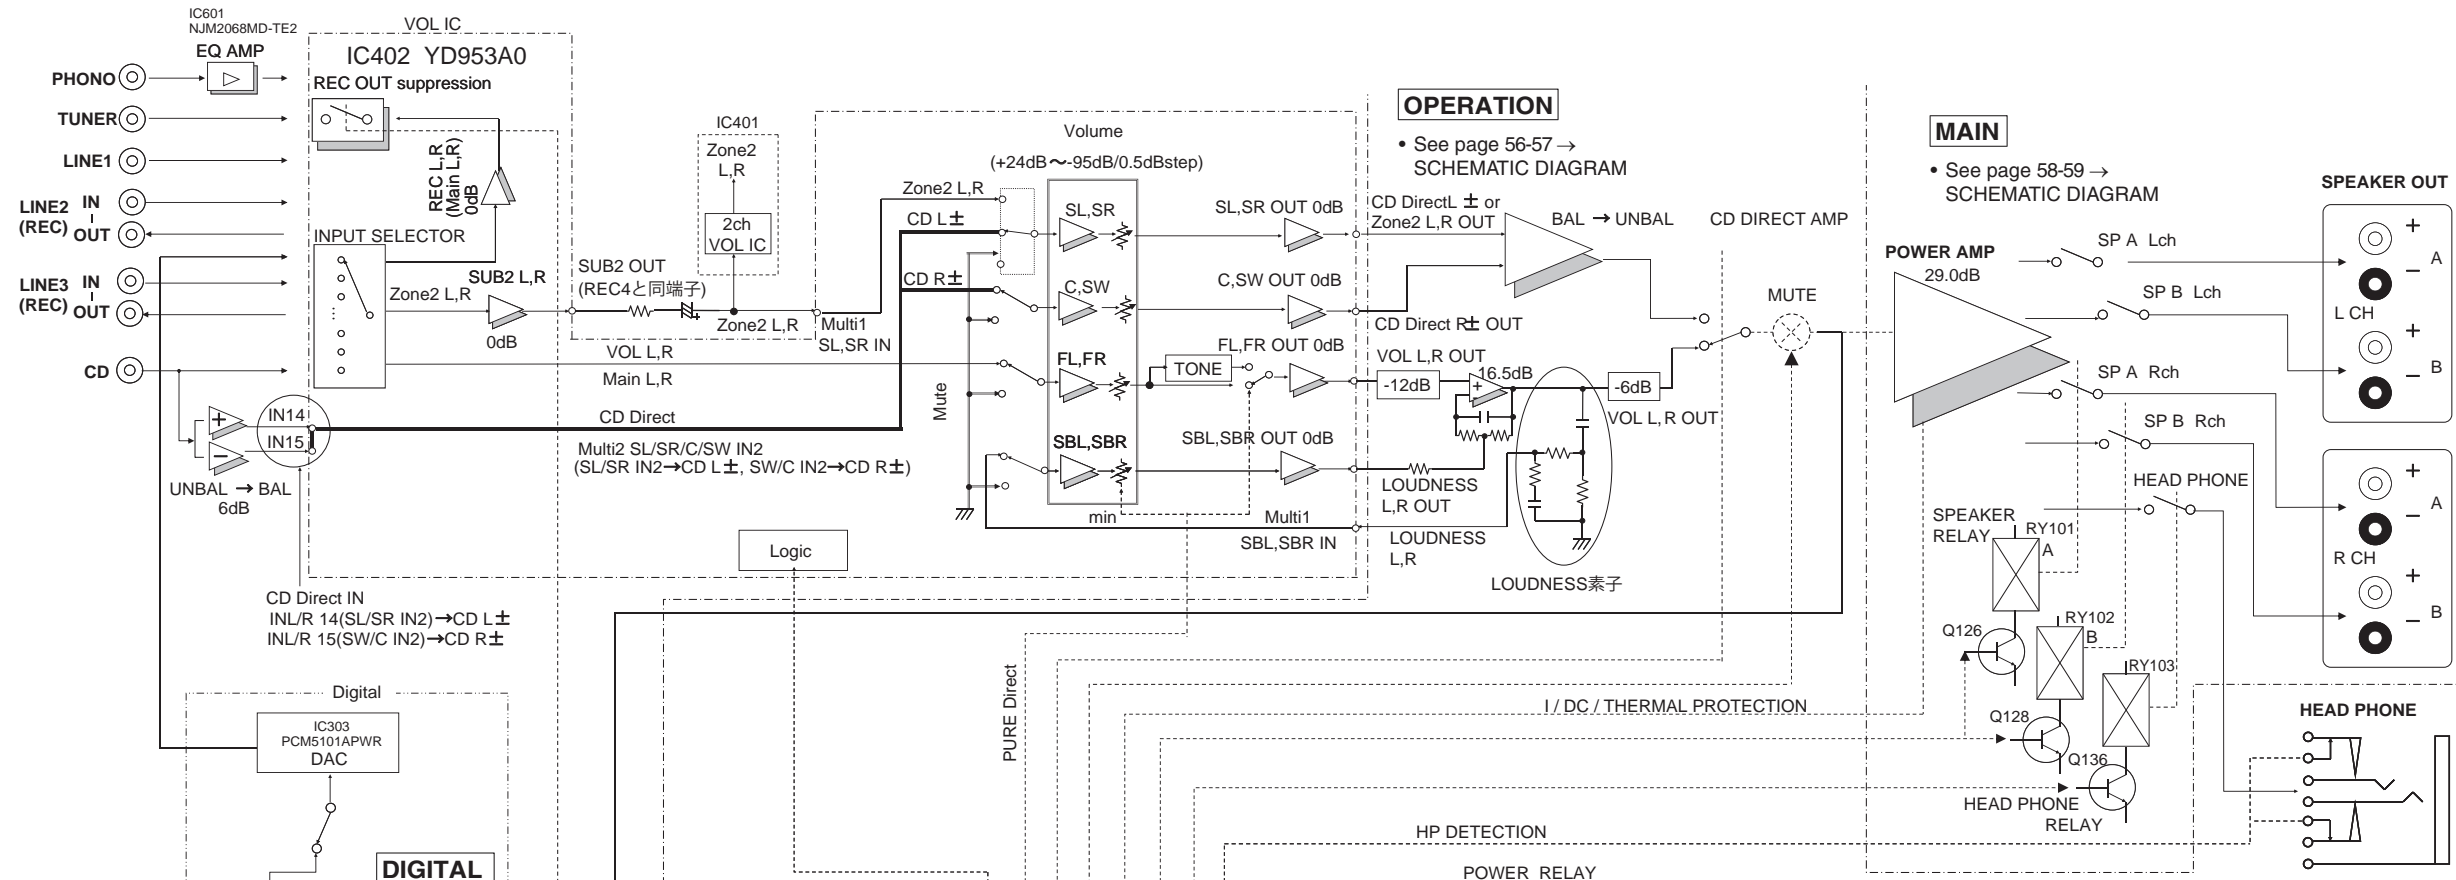 IC601
NJM2068MD-TE2
EQ AMP
PHONO
TUNER
LINE1
LINE2
(REC)
IN
OUT
LINE3
(REC)
IN
OUT
CD
VOL IC
IC402 YD953A0
REC OUT suppression
REC L,R
(Main L,R)
0dB
INPUT SELECTOR
Zone2 L,R
SUB2 L,R
0dB
SUB2 OUT
(REC4と同端子)
IC401
Zone2
L,R
2ch
VOL IC
Zone2 L,R
Multi1
SL,SR IN
VOL L,R
Main L,R
CD Direct
Multi2 SL/SR/C/SW IN2
(SL/SR IN2→CD L±, SW/C IN2→CD R±)
+
−
IN14
IN15
UNBAL → BAL
6dB
CD Direct IN
INL/R 14(SL/SR IN2)→CD L±
INL/R 15(SW/C IN2)→CD R±
Volume
(+24dB～-95dB/0.5dBstep)
Zone2 L,R
CD L±
CD R±
Mute
SL,SR
C,SW
FL,FR
SBL,SBR
min
TONE
SL,SR OUT 0dB
C,SW OUT 0dB
FL,FR OUT 0dB
SBL,SBR OUT 0dB
Multi1
SBL,SBR IN
Logic
OPERATION
• See page 56-57→
SCHEMATIC DIAGRAM
CD DirectL ± or
Zone2 L,R OUT
BAL → UNBAL
CD DIRECT AMP
CD Direct R± OUT
VOL L,R OUT
-12dB
+
-
16.5dB
-6dB
VOL L, R OUT
LOUDNESS
L,R OUT
LOUDNESS
L,R
LOUDNESS素子
MUTE
MAIN
• See page 58-59→
SCHEMATIC DIAGRAM
POWER AMP
29.0dB
SP A Lch
SP B Lch
SP A Rch
SP B Rch
HEAD PHONE
SPEAKER OUT
+
−
A
L CH
+
−
B
+
−
A
R CH
+
−
B
SPEAKER
RELAY
RY101
A
RY102
B
RY103
Q126
Q128
Q136
HEAD PHONE
RELAY
HEAD PHONE
PURE Direct
I / DC / THERMAL PROTECTION
HP DETECTION
POWER RELAY
Digital
IC303
PCM5101APWR
DAC
DIGITAL